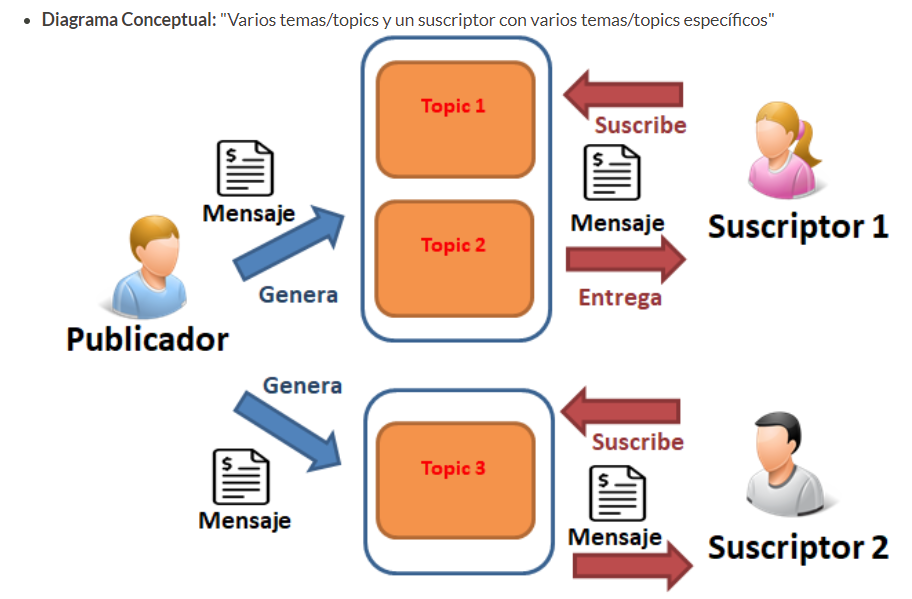 Diagrama Conceptual: "Varios temas/topics y un suscriptor con varios temas/topics específicos"
Topic 1
Suscribe
$
$
Mensaje
Mensaje
Suscriptor 1
Topic 2
Genera
Entrega
Publicador
Genera
Suscribe
Topic 3
$
$
Mensaje
Mensaje
Suscriptor 2